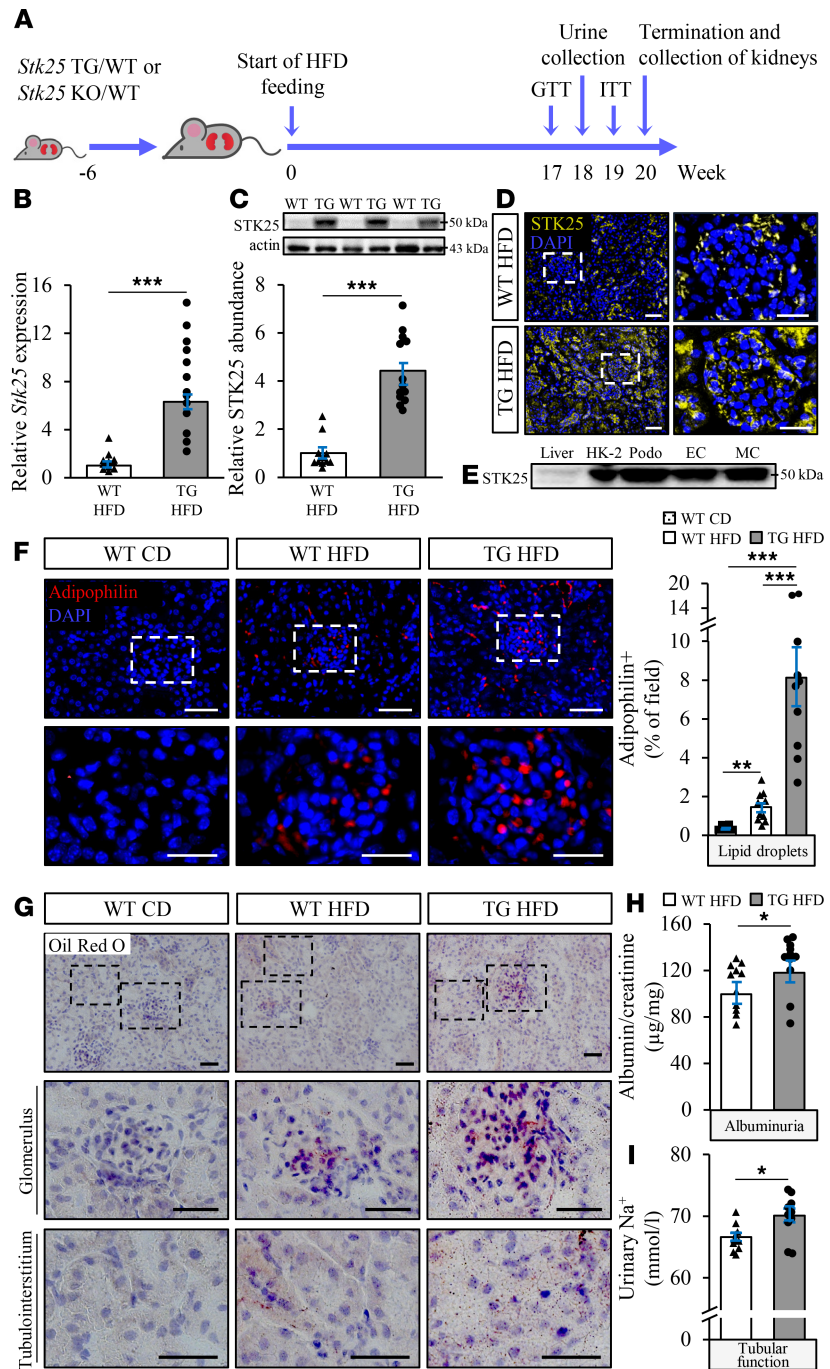 A
Stk25 TG/WT or
Stk25 KO/WT
Start of HFD
feeding
Urine
collection
Termination and
collection of kidneys
GTT
ITT
-6
0
17
18
19
20
Week
B
Relative Stk25 expression
16
12
8
4
0
***
WT
HFD
TG
HFD
C
WT TG WT TG WT TG
STK25
50 kDa
actin
43 kDa
Relative STK25 abundance
8
6
4
2
0
***
WT
HFD
TG
HFD
D
WT HFD
TG HFD
STK25
DAPI
E
Liver HK-2 Podo EC MC
STK25
50 kDa
F
WT CD
WT HFD
TG HFD
Adipophilin
DAPI
WT CD
WT HFD
TG HFD
Adipophilin+
(% of field)
20
14
10
8
6
4
2
0
***
***
**
Lipid droplets
G
WT CD
WT HFD
TG HFD
Oil Red O
Glomerulus
Tubulointerstitium
H
WT HFD
TG HFD
Albumin/creatinine
(µg/mg)
160
120
80
40
0
*
Albuminuria
I
Urinary Na⁺
(mmol/l)
80
70
60
0
*
Tubular
function